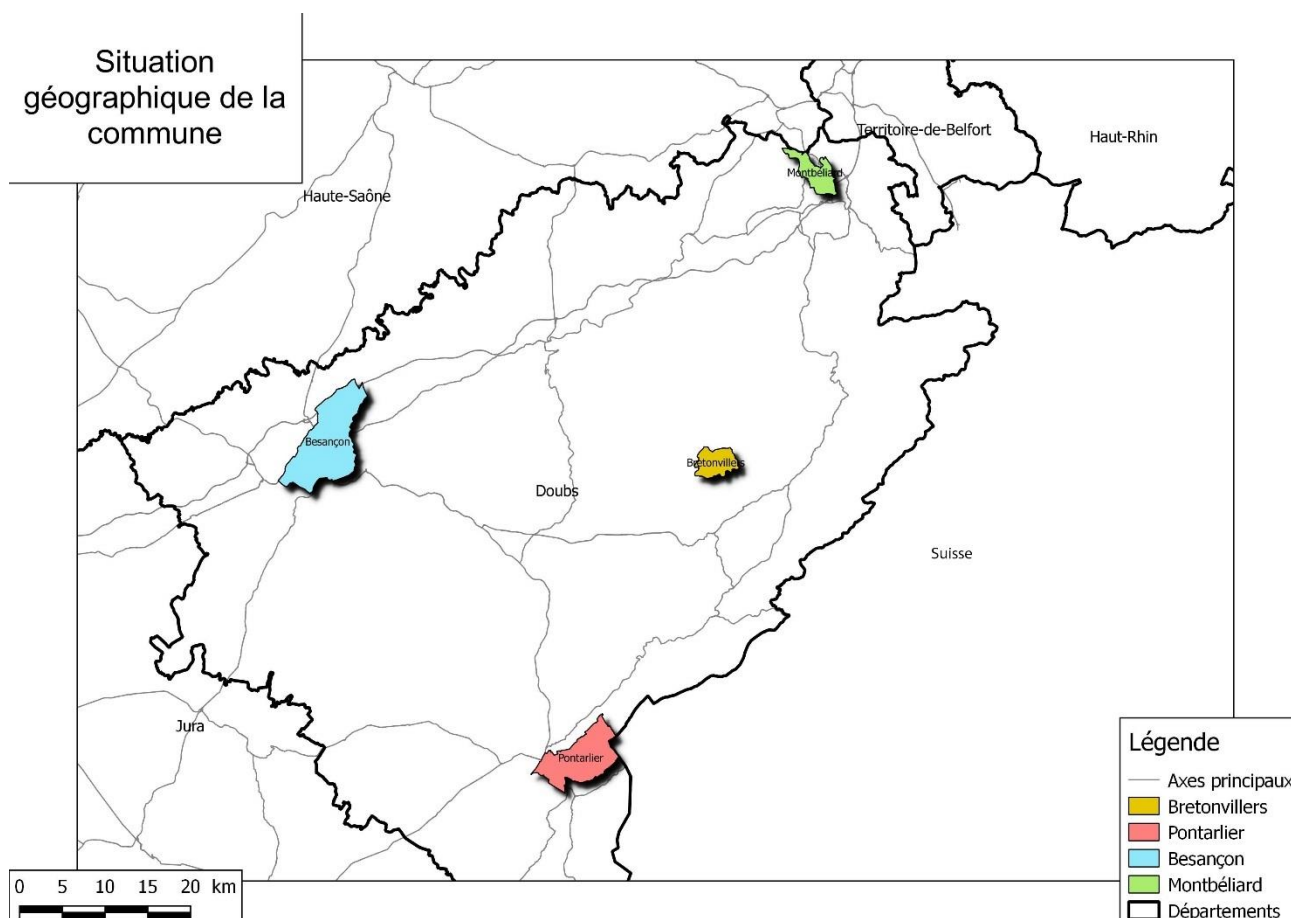 Situation
géographique de la
commune
Territoire-de-Belfort
Haut-Rhin
Montbéliard
Haute-Saône
Besançon
Bretonvillers
Doubs
Suisse
Jura
Pontarlier
Légende
Axes principaux
Bretonvillers
Pontarlier
Besançon
Montbéliard
Départements
0 5 10 15 20 km